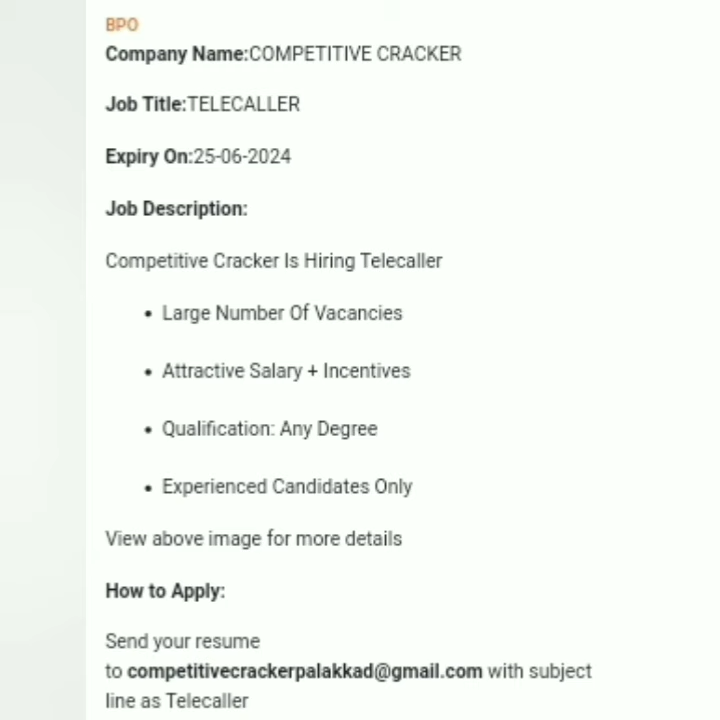 BPO
Company Name:COMPETITIVE CRACKER
Job Title:TELECALLER
Expiry On:25-06-2024
Job Description:
Competitive Cracker Is Hiring Telecaller
• Large Number Of Vacancies
• Attractive Salary + Incentives
• Qualification: Any Degree
• Experienced Candidates Only
View above image for more details
How to Apply:
Send your resume
to competitivecrackerpalakkad@gmail.com with subject
line as Telecaller